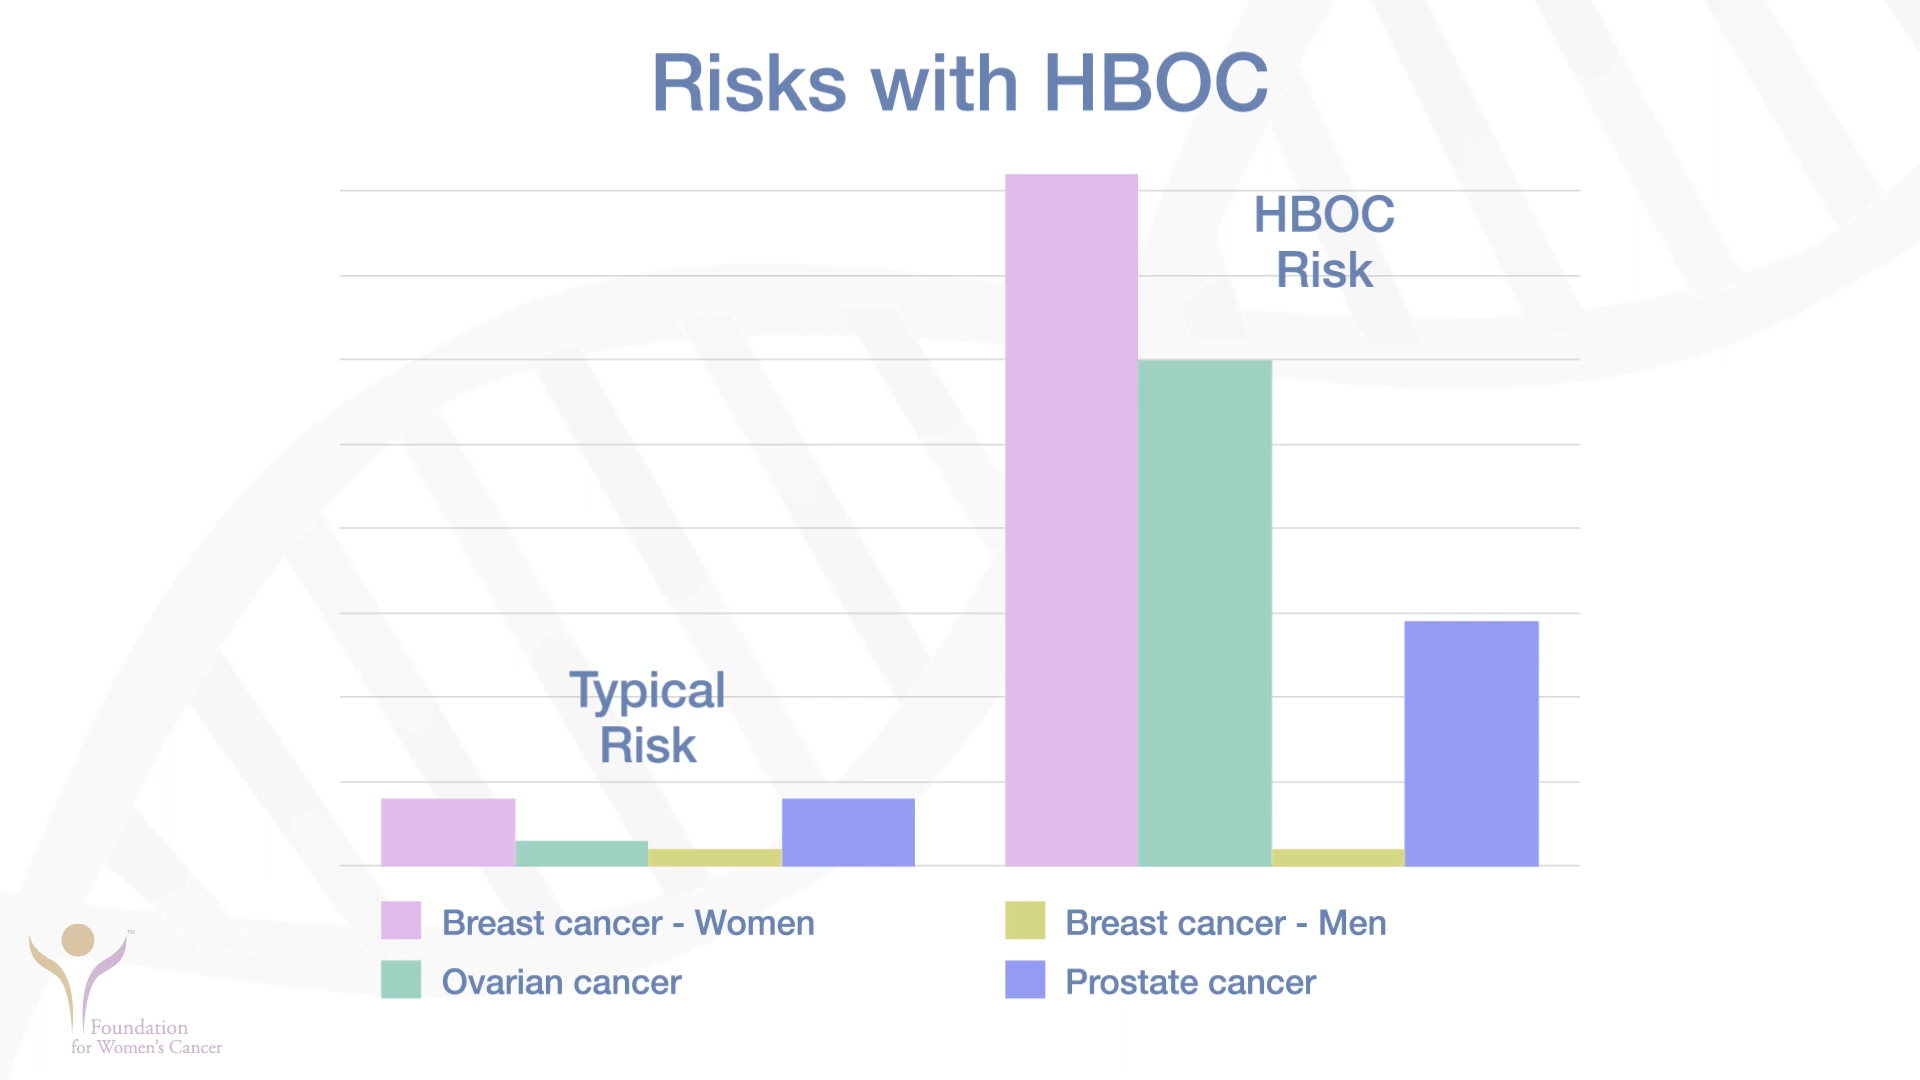 Risks with HBOC
HBOC
Risk
Typical
Risk
Breast cancer - Women
Breast cancer - Men
Ovarian cancer
Prostate cancer
™
Foundation
for Women's Cancer